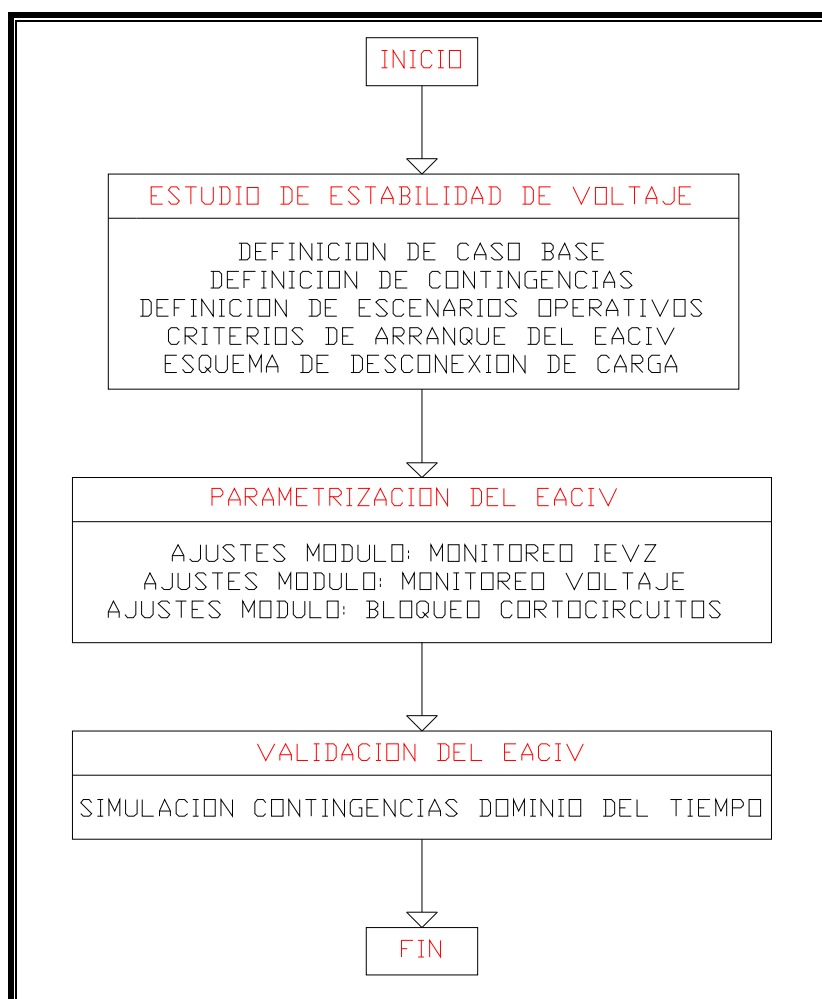 INICIO
ESTUDIO DE ESTABILIDAD DE VOLTAJE
DEFINICION DE CASO BASE
DEFINICION DE CONTINGENCIAS
DEFINICION DE ESCENARIOS OPERATIVOS
CRITERIOS DE ARRANQUE DEL EACIV
ESQUEMA DE DESCONEXION DE CARGA
PARAMETRIZACION DEL EACIV
AJUSTES MODULO: MONITOREO IEVZ
AJUSTES MODULO: MONITOREO VOLTAJE
AJUSTES MODULO: BLOQUEO CORTOCIRCUITOS
VALIDACION DEL EACIV
SIMULACION CONTINGENCIAS DOMINIO DEL TIEMPO
FIN